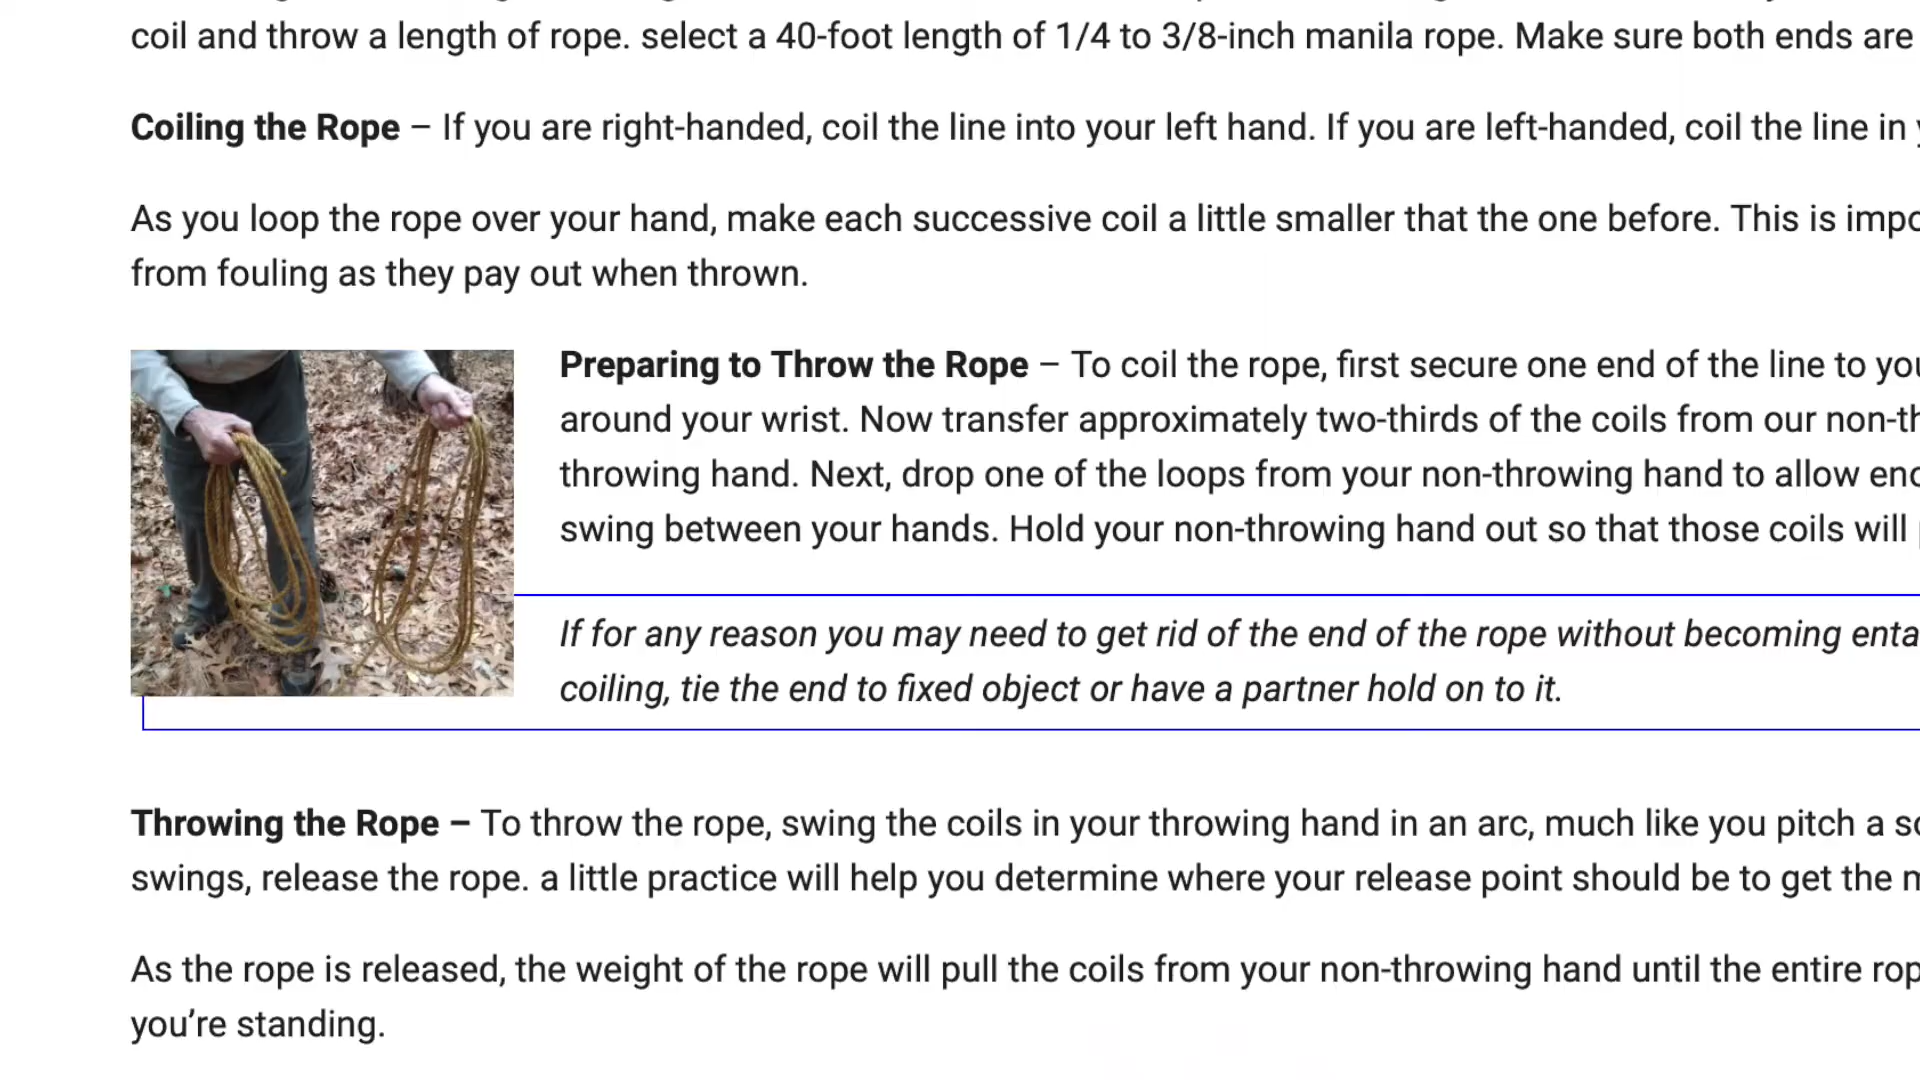 coil and throw a length of rope. select a 40-foot length of 1/4 to 3/8-inch manila rope. Make sure both ends are
Coiling the Rope – If you are right-handed, coil the line into your left hand. If you are left-handed, coil the line in
As you loop the rope over your hand, make each successive coil a little smaller that the one before. This is
from fouling as they pay out when thrown.
Preparing to Throw the Rope – To coil the rope, first secure one end of the line to
around your wrist. Now transfer approximately two-thirds of the coils from our
throwing hand. Next, drop one of the loops from your non-throwing hand to allow
swing between your hands. Hold your non-throwing hand out so that those coils will
If for any reason you may need to get rid of the end of the rope without becoming
coiling, tie the end to fixed object or have a partner hold on to it.
Throwing the Rope – To throw the rope, swing the coils in your throwing hand in an arc, much like you pitch a
swings, release the rope. a little practice will help you determine where your release point should be to get the
As the rope is released, the weight of the rope will pull the coils from your non-throwing hand until the entire
you’re standing.